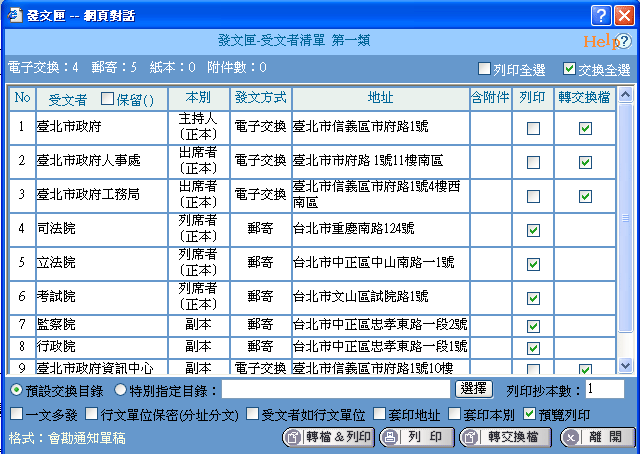 發文匣 -- 網頁對話
發文匣-受文者清單 第一類
Help?
電子交換：4 郵寄：5 紙本：0 附件數：0 列印全選 交換全選
No 受文者 保留() 本別 發文方式 地址 含附件 列印 轉交換檔
1 臺北市政府 主持人（正本） 電子交換 臺北市信義區市府路1號
2 臺北市政府人事處 出席者（正本） 電子交換 臺北市市府路 1號11樓南區
3 臺北市政府工務局 出席者（正本） 電子交換 臺北市信義區市府路1號4樓西南區
4 司法院 列席者（正本） 郵寄 台北市重慶南路124號
5 立法院 列席者（正本） 郵寄 台北市中正區中山南路一1號
6 考試院 列席者（正本） 郵寄 台北市文山區試院路1號
7 監察院 副本 郵寄 台北市中正區忠孝東路一段2號
8 行政院 副本 郵寄 台北市中正區忠孝東路一段1號
9 臺北市政府資訊中心 副本 電子交換 臺北市信義區市府路1號10樓
預設交換目錄 特別指定目錄： 選擇 列印抄本數：1
一文多發 行文單位保密(分址分文) 受文者如行文單位 套印地址 套印本別 預覽列印
格式：會勘通知單稿 轉檔＆列印 列 印 轉交換檔 離 開